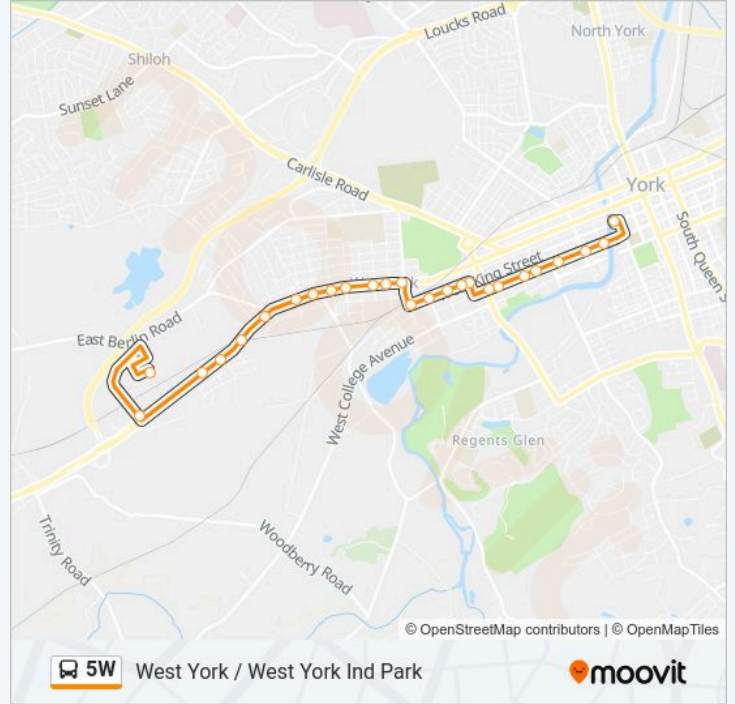 Loucks Road
North York
Shiloh
Sunset Lane
Carlisle Road
York
South Queen S
King Street
East Berlin Road
West College Avenue
Regents Glen
Trinity Road
Woodberry Road
© OpenStreetMap contributors | © OpenMapTiles
5W West York / West York Ind Park
moovit